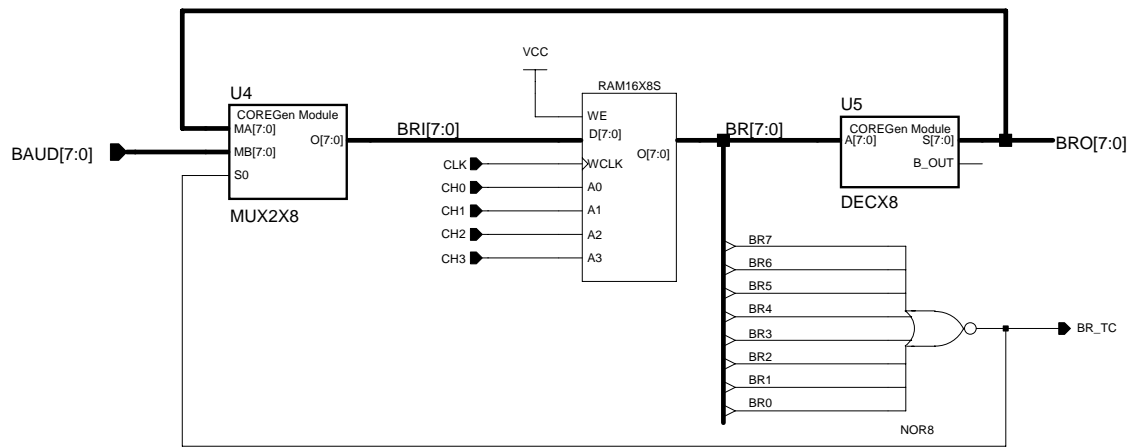 VCC
RAM16X8S
U4
COREGen Module
MA[7:0]
MB[7:0]
S0
O[7:0]
MUX2X8
BAUD[7:0]
BRI[7:0]
WE
D[7:0]
WCLK
A0
A1
A2
A3
O[7:0]
CLK
CH0
CH1
CH2
CH3
BR[7:0]
U5
COREGen Module
A[7:0]
S[7:0]
B_OUT
DECX8
BRO[7:0]
BR7
BR6
BR5
BR4
BR3
BR2
BR1
BR0
NOR8
BR_TC